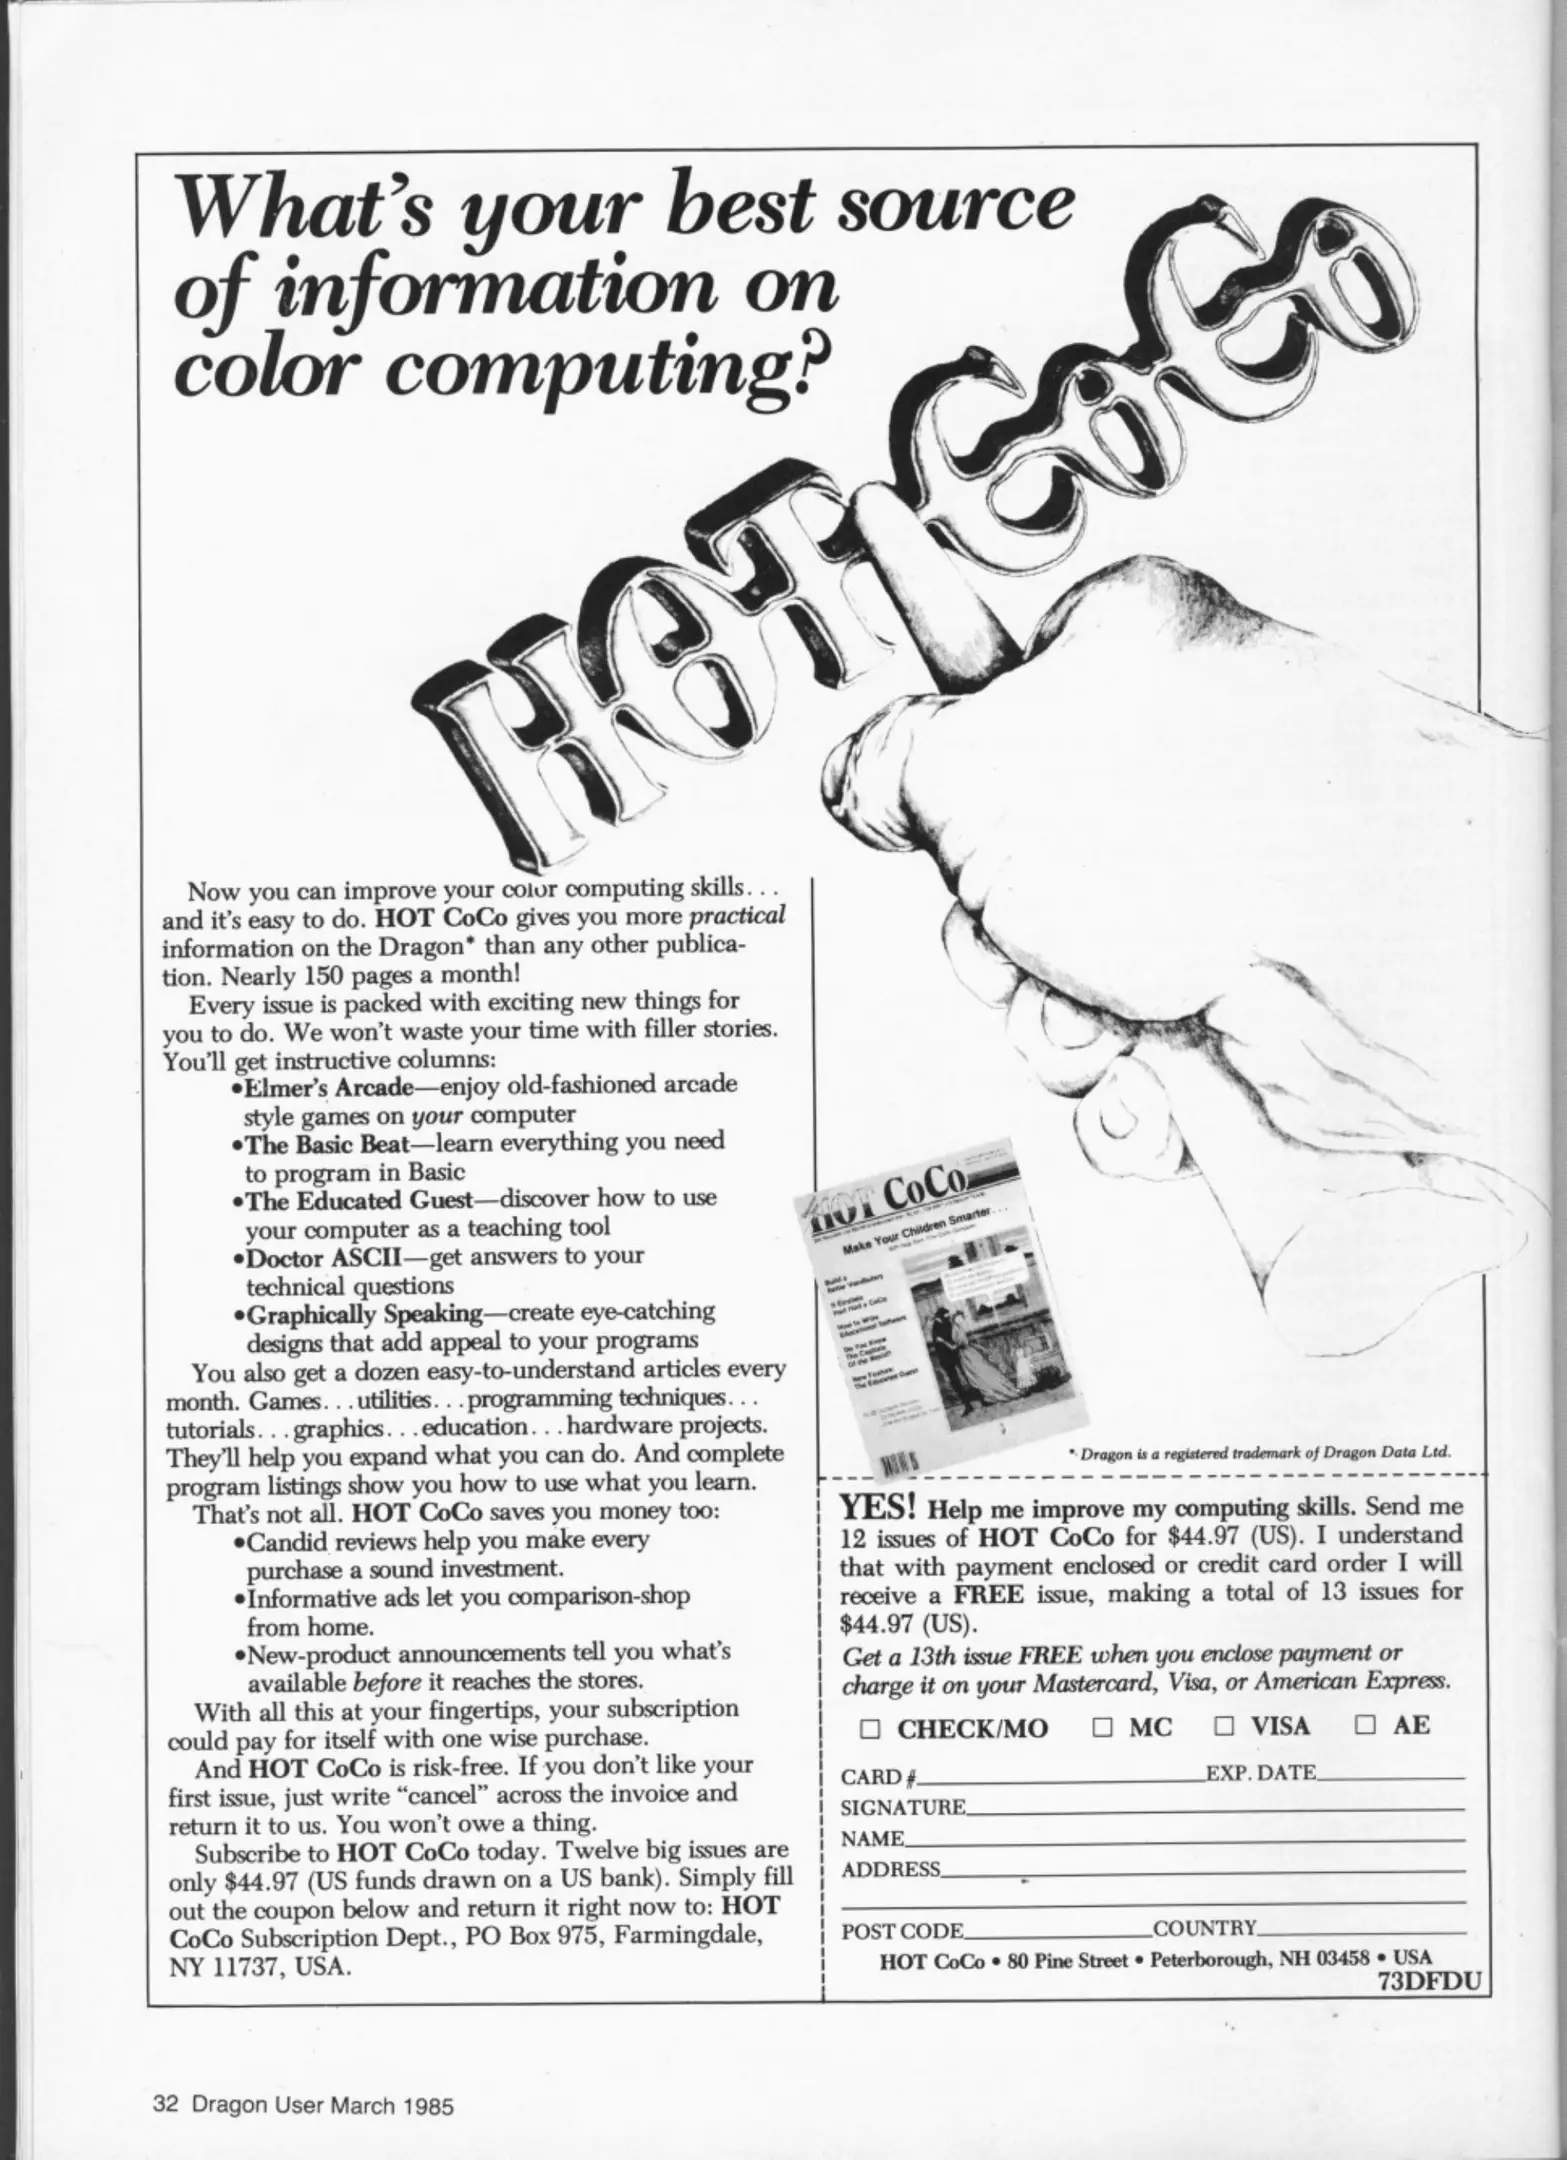 What's your best source
of information on
color computing?
HOT CoCo
Now you can improve your color computing skills...
and it's easy to do. HOT CoCo gives you more practical
information on the Dragon* than any other publica-
tion. Nearly 150 pages a month!
Every issue is packed with exciting new things for
you to do. We won't waste your time with filler stories.
You'll get instructive columns:
•Elmer's Arcade—enjoy old-fashioned arcade
style games on your computer
•The Basic Beat—learn everything you need
to program in Basic
•The Educated Guest—discover how to use
your computer as a teaching tool
•Doctor ASCII—get answers to your
technical questions
•Graphically Speaking—create eye-catching
designs that add appeal to your programs
You also get a dozen easy-to-understand articles every
month. Games...utilities...programming techniques...
tutorials...graphics...education...hardware projects.
They'll help you expand what you can do. And complete
program listings show you how to use what you learn.
That's not all. HOT CoCo saves you money too:
•Candid reviews help you make every
purchase a sound investment.
•Informative ads let you comparison-shop
from home.
•New-product announcements tell you what's
available before it reaches the stores.
With all this at your fingertips, your subscription
could pay for itself with one wise purchase.
And HOT CoCo is risk-free. If you don't like your
first issue, just write "cancel" across the invoice and
return it to us. You won't owe a thing.
Subscribe to HOT CoCo today. Twelve big issues are
only $44.97 (US funds drawn on a US bank). Simply fill
out the coupon below and return it right now to: HOT
CoCo Subscription Dept., PO Box 975, Farmingdale,
NY 11737, USA.
HOT CoCo
Make Your Children Smarter...
How to Write
Educational Software
Do You Know
The Capitals
Of the World?
New Feature:
The Educated Guest
* Dragon is a registered trademark of Dragon Data Ltd.
YES! Help me improve my computing skills. Send me
12 issues of HOT CoCo for $44.97 (US). I understand
that with payment enclosed or credit card order I will
receive a FREE issue, making a total of 13 issues for
$44.97 (US).
Get a 13th issue FREE when you enclose payment or
charge it on your Mastercard, Visa, or American Express.
☐ CHECK/MO ☐ MC ☐ VISA ☐ AE
CARD # EXP. DATE
SIGNATURE
NAME
ADDRESS
POST CODE COUNTRY
HOT CoCo • 80 Pine Street • Peterborough, NH 03458 • USA
73DFDU
32 Dragon User March 1985